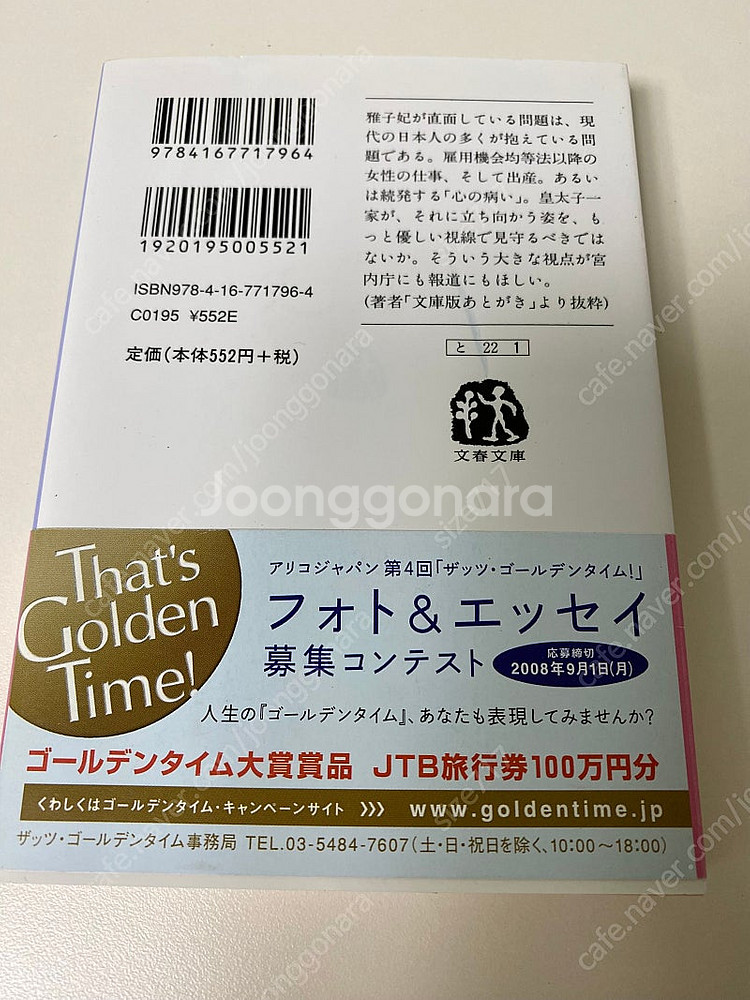 9784167717964
1920195005521
ISBN978-4-16-771796-4
C0195 ¥552E
定価(本体552円+税)
雅子妃が直面している問題は、現
代の日本人の多くが抱えている問
題である。雇用機会均等法以降の
女性の仕事、そして出産。あるい
は続発する「心の病い」。皇太子一
家が、それに立ち向かう姿を、も
っと優しい視線で見守るべきでは
ないか。そういう大きな視点が宮
内庁にも報道にもほしい。
(著者「文庫版あとがき」より抜粋)
と 22 1
文春文庫
Joonggonara
That's
Golden
Time!
アリコジャパン 第4回「ザッツ・ゴールデンタイム!」
フォト&エッセイ
募集コンテスト
応募締切
2008年9月1日(月)
人生の『ゴールデンタイム』、あなたも表現してみませんか?
ゴールデンタイム大賞賞品 JTB旅行券100万円分
くわしくはゴールデンタイム・キャンペーンサイト >>> www.goldentime.jp
ザッツ・ゴールデンタイム事務局 TEL.03-5484-7607(土・日・祝日を除く、10:00〜18:00)